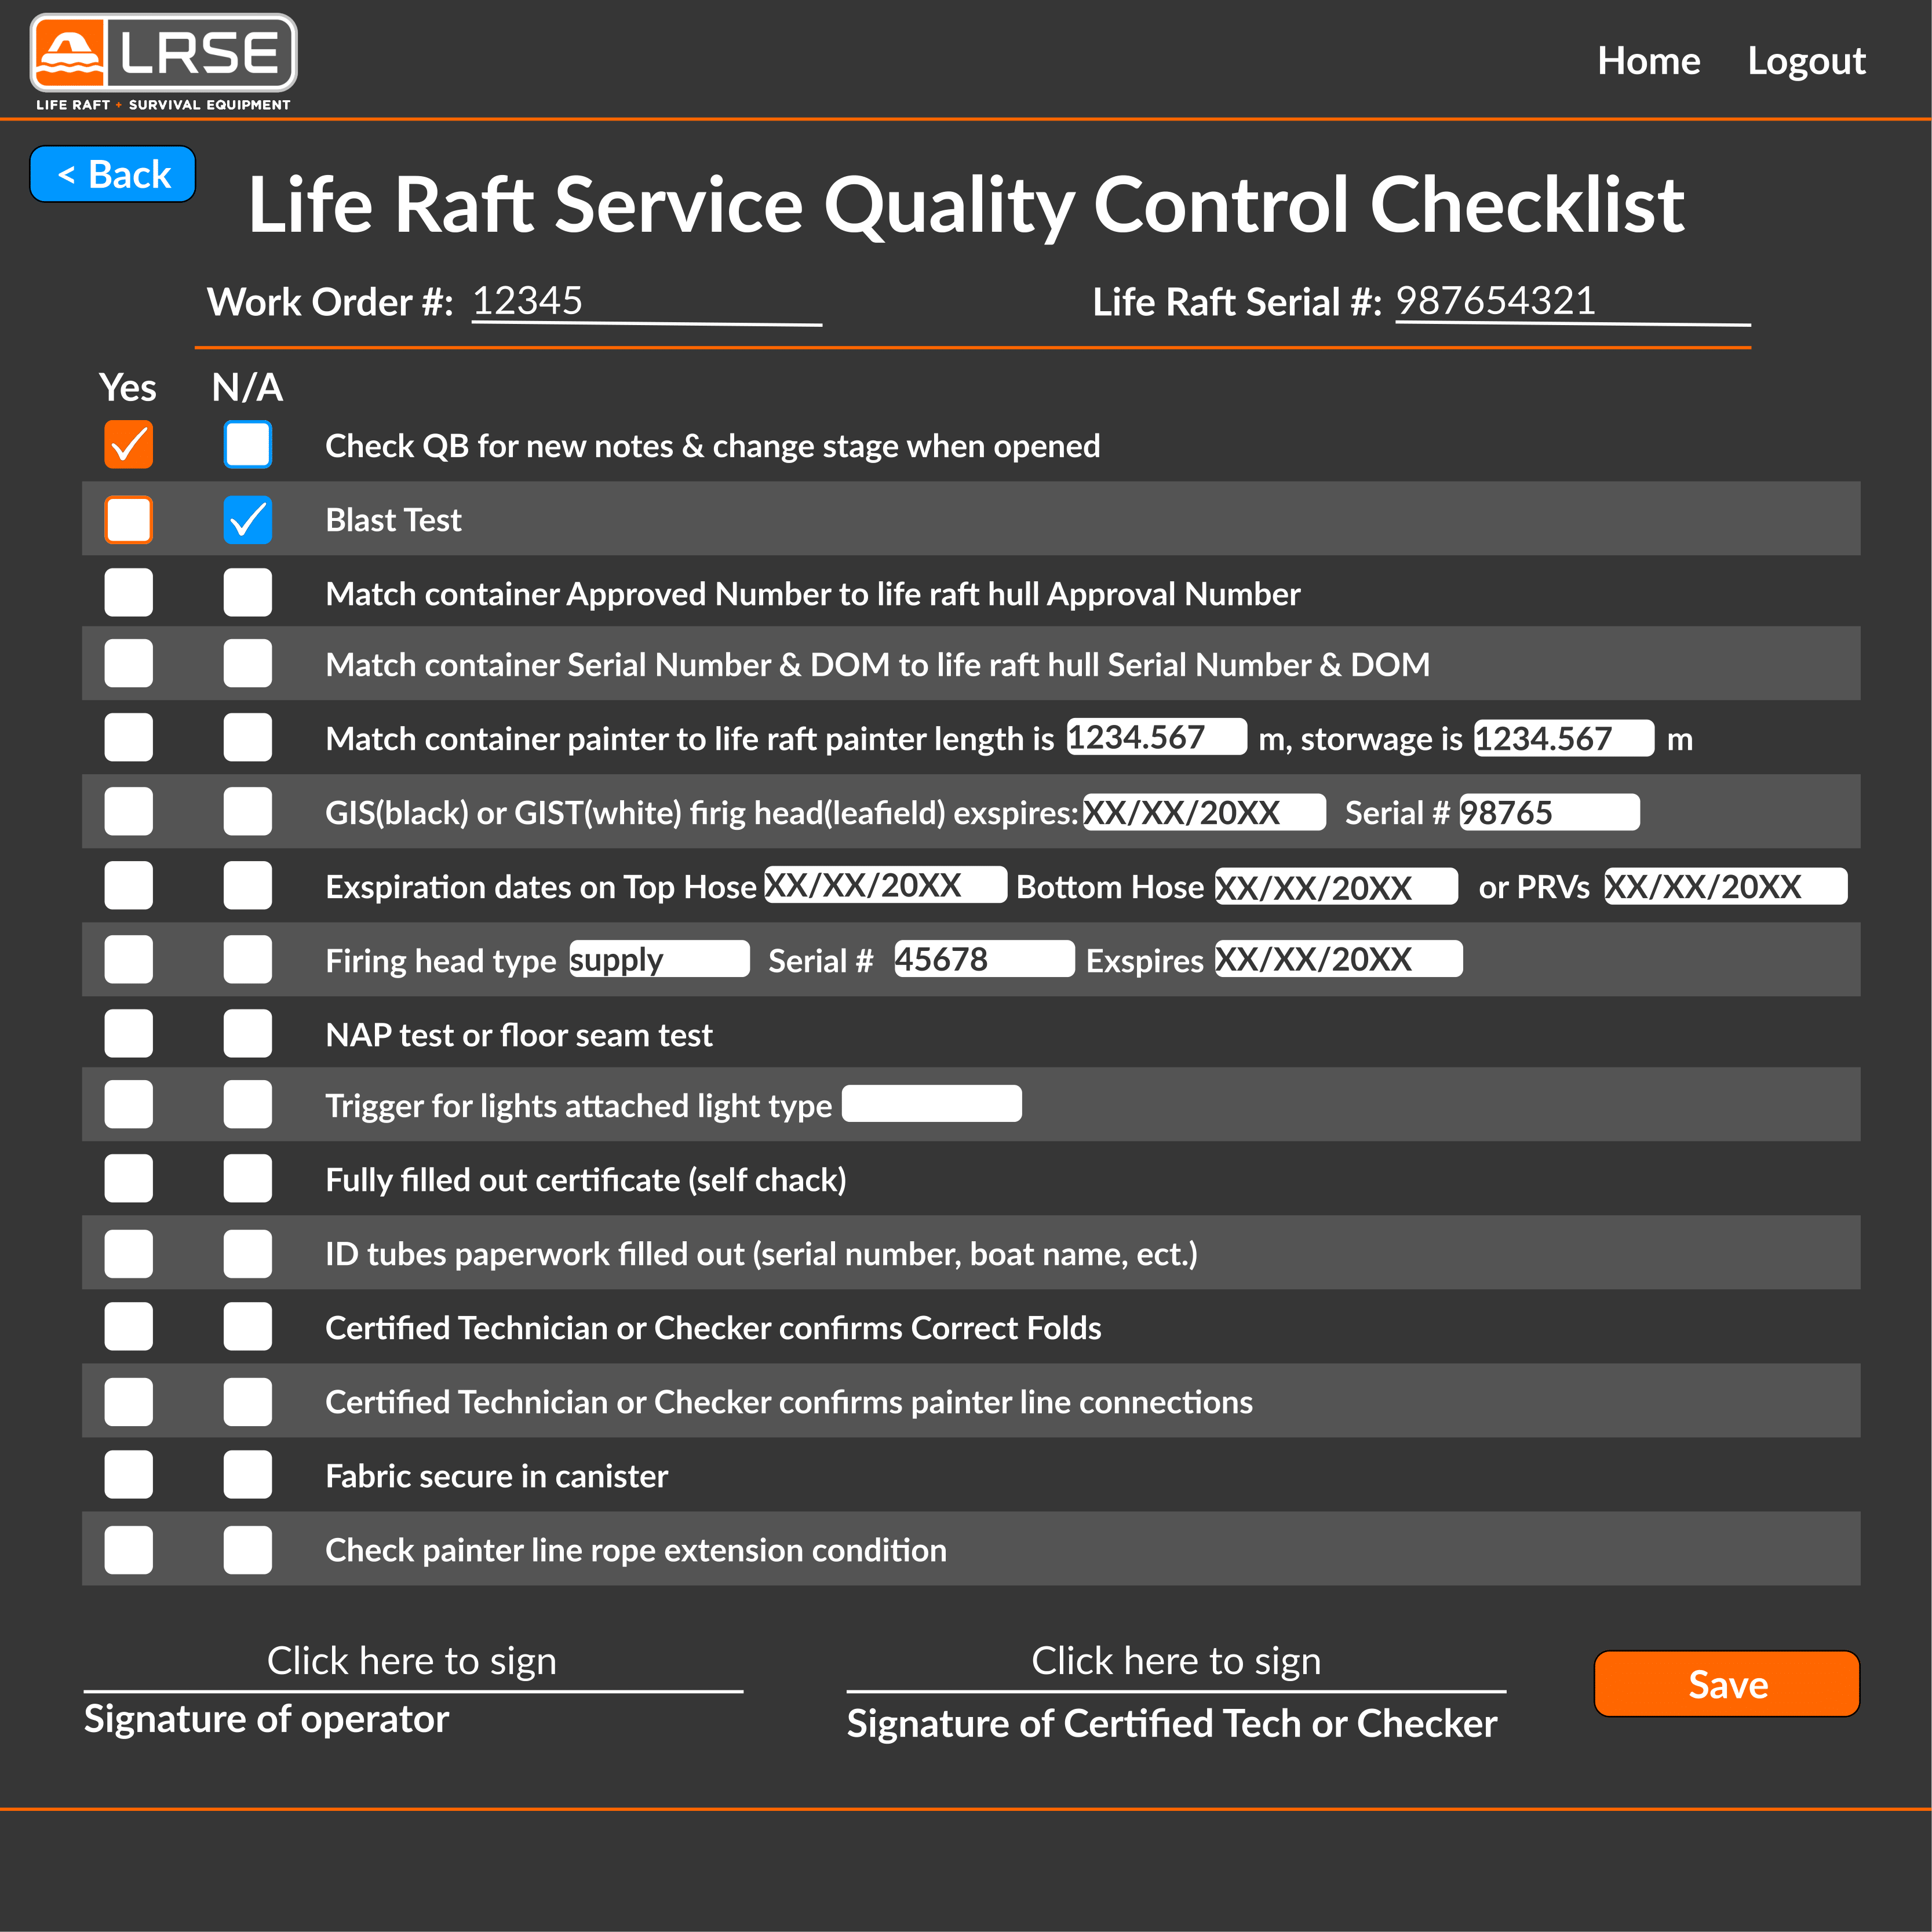 LRSE
LIFE RAFT + SURVIVAL EQUIPMENT
Home Logout
< Back
Life Raft Service Quality Control Checklist
Work Order #: 12345 Life Raft Serial #: 987654321
Yes N/A
Check QB for new notes & change stage when opened
Blast Test
Match container Approved Number to life raft hull Approval Number
Match container Serial Number & DOM to life raft hull Serial Number & DOM
Match container painter to life raft painter length is 1234.567 m, storwage is 1234.567 m
GIS(black) or GIST(white) firig head(leafield) exspires: XX/XX/20XX Serial # 98765
Exspiration dates on Top Hose XX/XX/20XX Bottom Hose XX/XX/20XX or PRVs XX/XX/20XX
Firing head type supply Serial # 45678 Exspires XX/XX/20XX
NAP test or floor seam test
Trigger for lights attached light type
Fully filled out certificate (self chack)
ID tubes paperwork filled out (serial number, boat name, ect.)
Certified Technician or Checker confirms Correct Folds
Certified Technician or Checker confirms painter line connections
Fabric secure in canister
Check painter line rope extension condition
Click here to sign Click here to sign
Save
Signature of operator Signature of Certified Tech or Checker